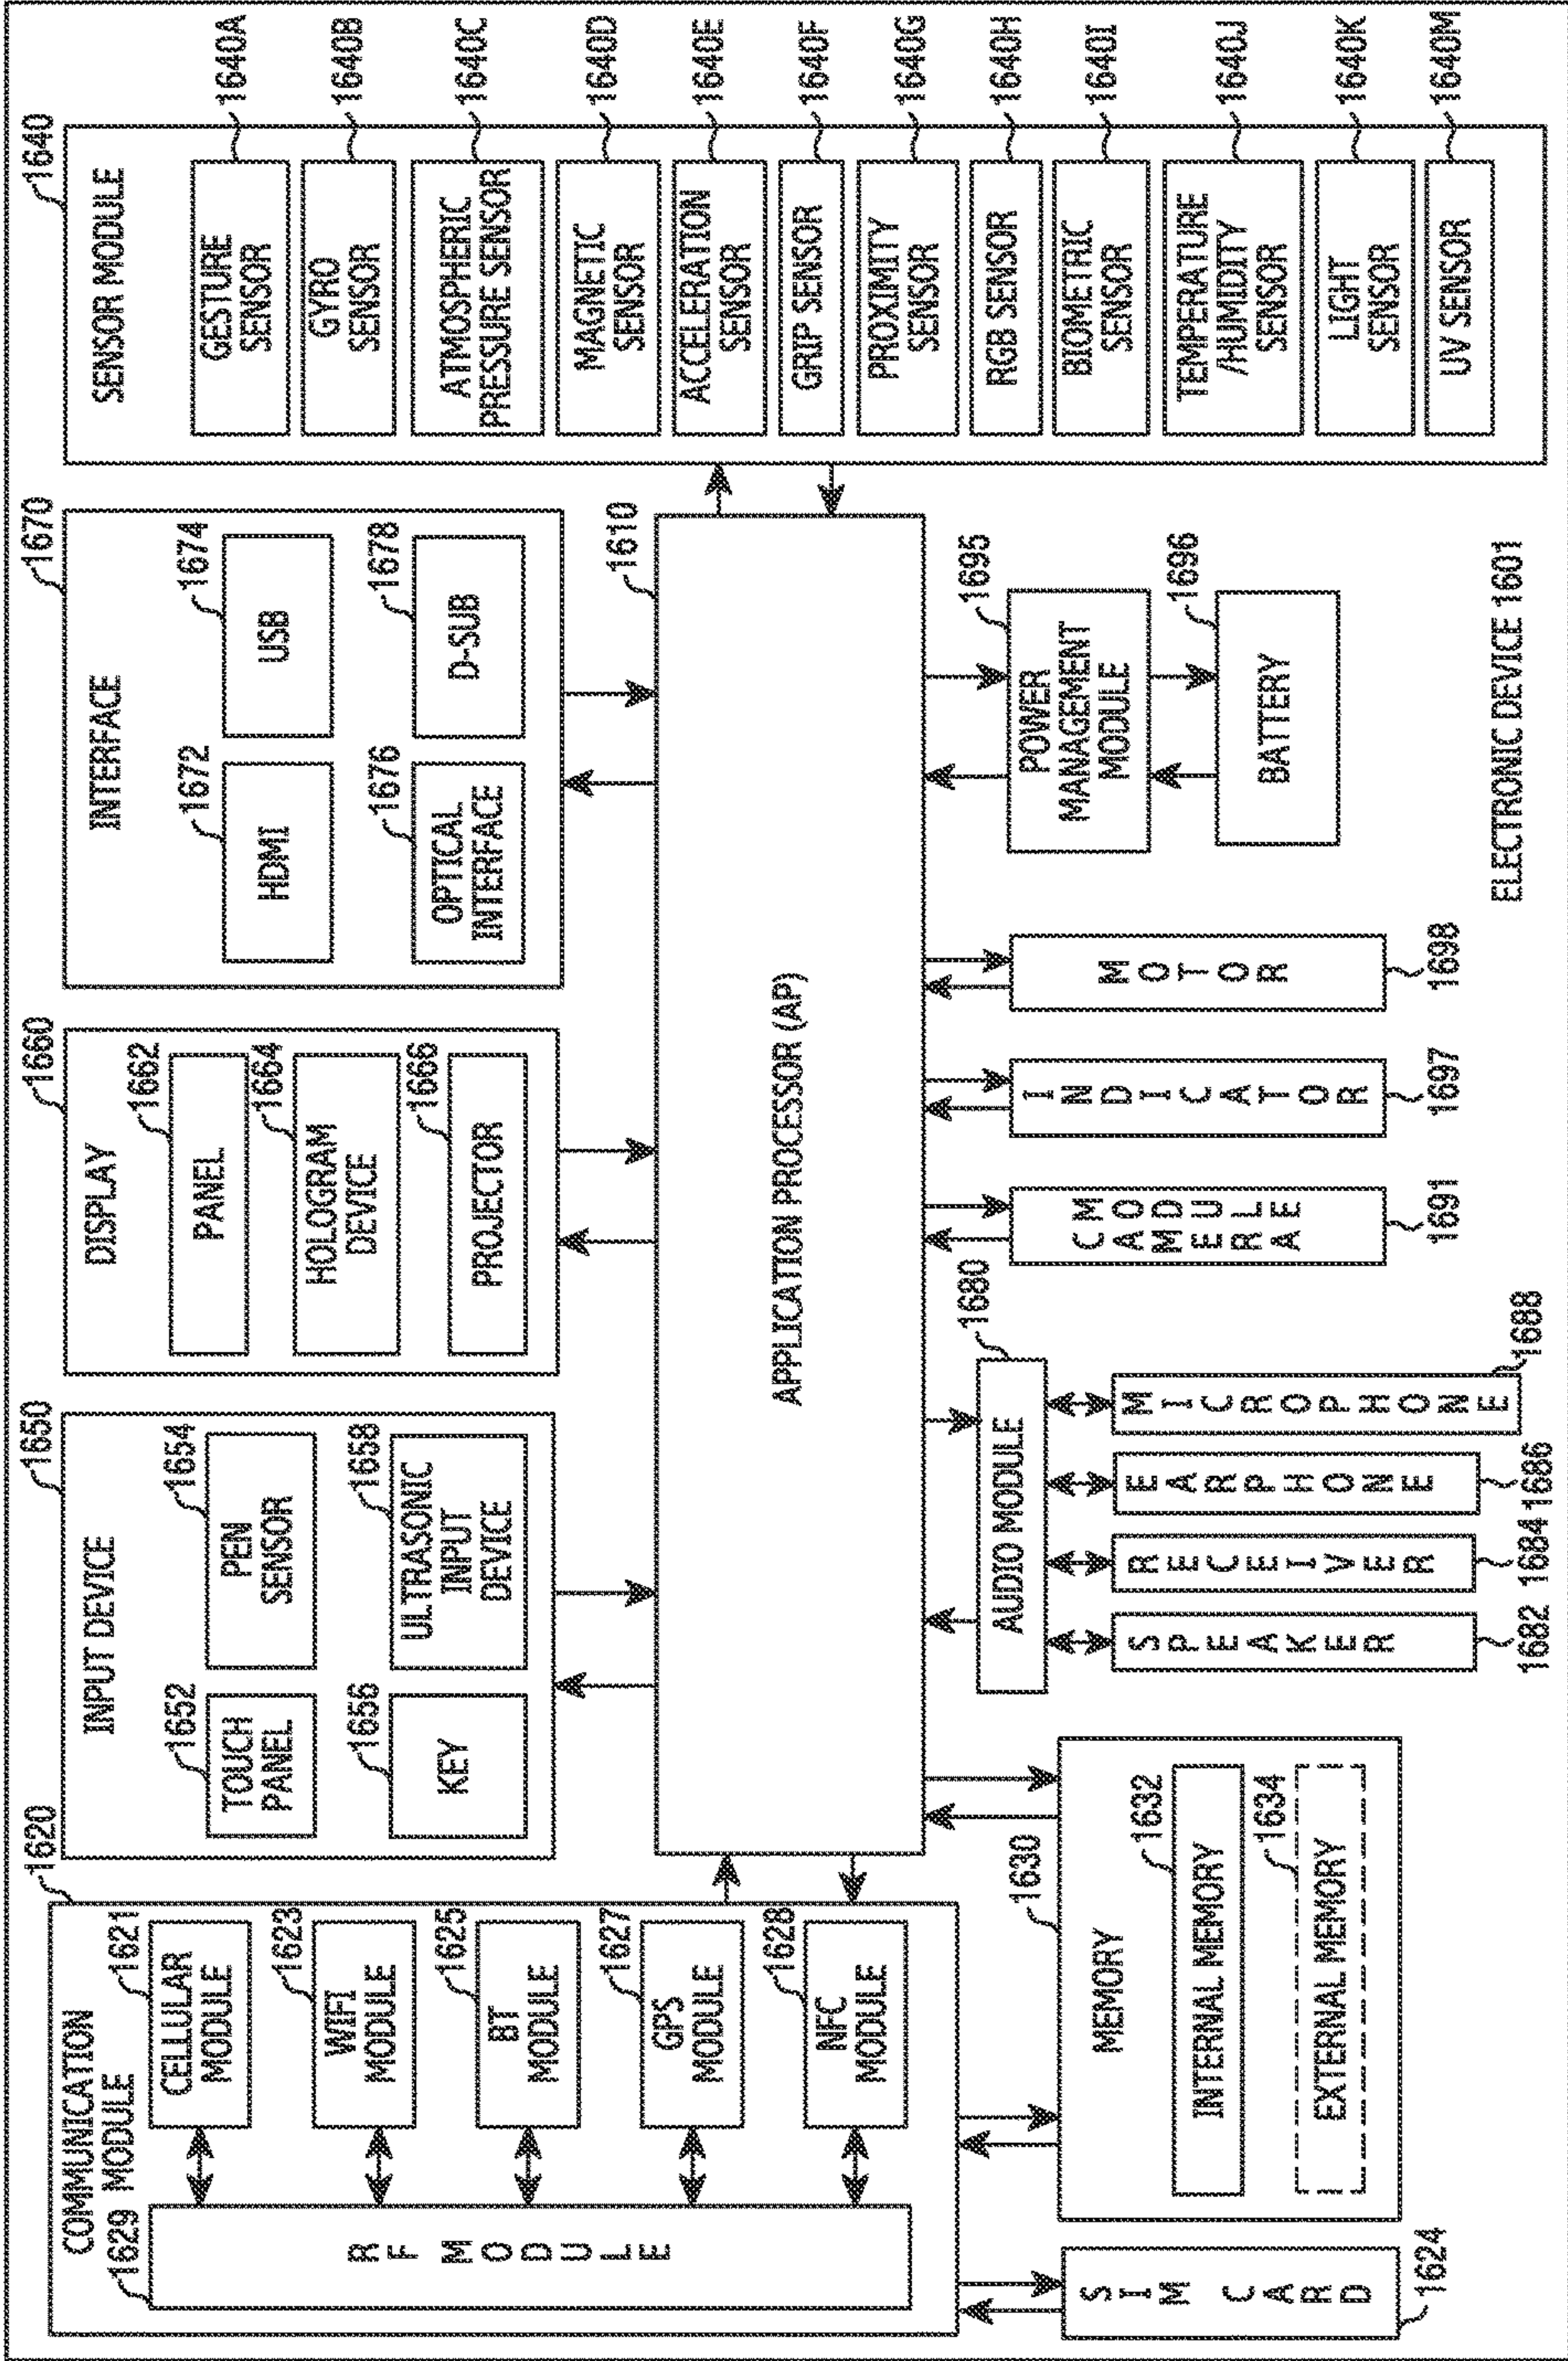 COMMUNICATION
MODULE
1620
1629
RF MODULE
CELLULAR
MODULE
1621
WIFI
MODULE
1623
BT
MODULE
1625
GPS
MODULE
1627
NFC
MODULE
1628
INPUT DEVICE
1650
TOUCH
PANEL
1652
PEN
SENSOR
1654
KEY
1656
ULTRASONIC
INPUT
DEVICE
1658
DISPLAY
1660
PANEL
1662
HOLOGRAM
DEVICE
1664
PROJECTOR
1666
INTERFACE
1670
HDMI
1672
USB
1674
OPTICAL
INTERFACE
1676
D-SUB
1678
SENSOR MODULE
1640
GESTURE
SENSOR
1640A
GYRO
SENSOR
1640B
ATMOSPHERIC
PRESSURE SENSOR
1640C
MAGNETIC
SENSOR
1640D
ACCELERATION
SENSOR
1640E
GRIP SENSOR
1640F
PROXIMITY
SENSOR
1640G
RGB SENSOR
1640H
BIOMETRIC
SENSOR
1640I
TEMPERATURE
/HUMIDITY
SENSOR
1640J
LIGHT
SENSOR
1640K
UV SENSOR
1640M
APPLICATION PROCESSOR (AP)
1610
SIM CARD
1624
MEMORY
1630
INTERNAL MEMORY
1632
EXTERNAL MEMORY
1634
AUDIO MODULE
1680
SPEAKER
1682
RECEIVER
1684
EARPHONE
1686
MICROPHONE
1688
CAMERA
MODULE
1691
INDICATOR
1697
MOTOR
1698
POWER
MANAGEMENT
MODULE
1695
BATTERY
1696
ELECTRONIC DEVICE 1601